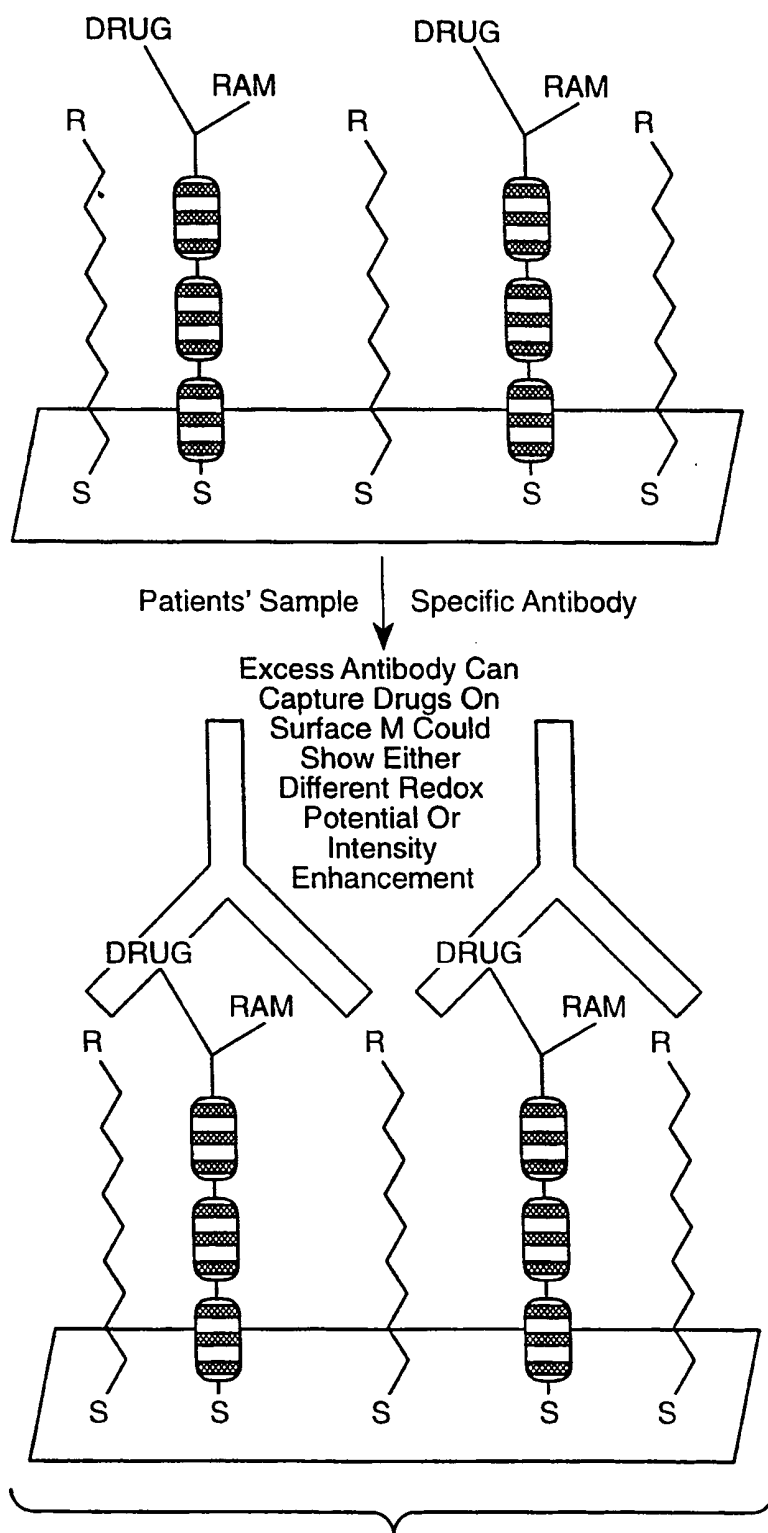 DRUG DRUG
RAM RAM
R R R
S S S S S
Patients' Sample Specific Antibody
Excess Antibody Can
Capture Drugs On
Surface M Could
Show Either
Different Redox
Potential Or
Intensity
Enhancement
DRUG DRUG
RAM RAM
R R R
S S S S S